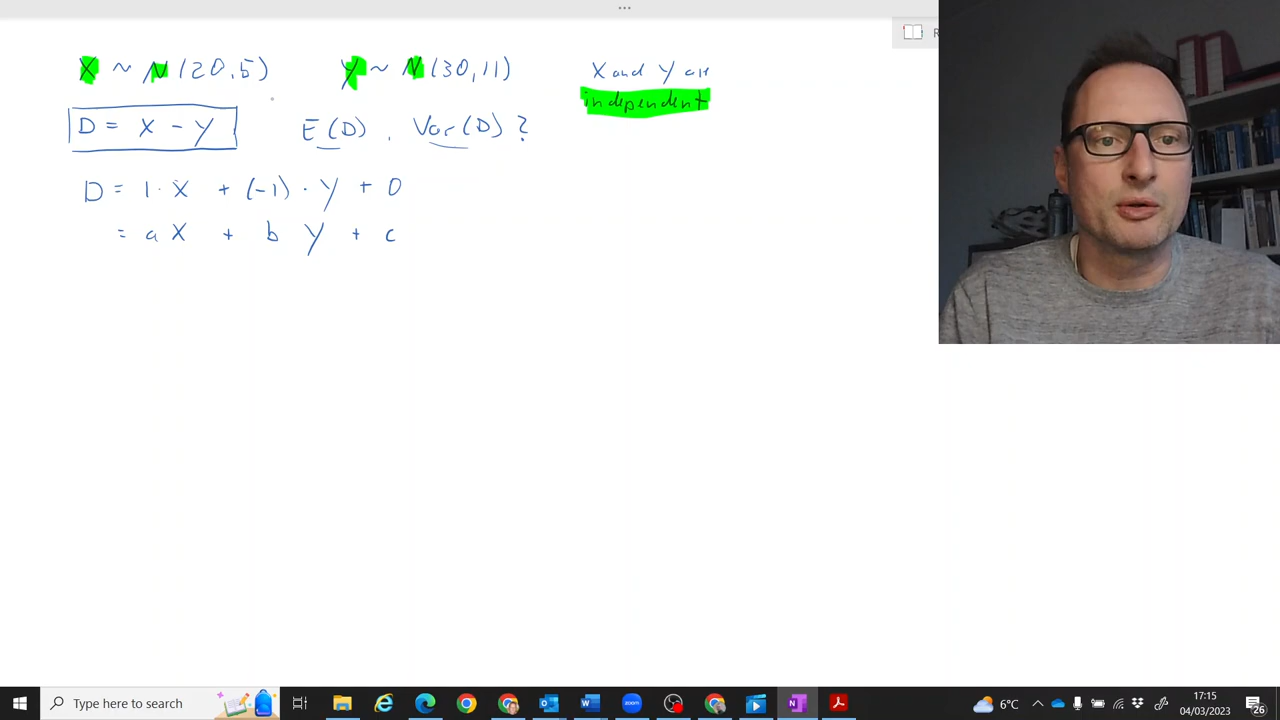 X ~ N(20,5) Y ~ N(30,11) X and Y are
independent
D = X - Y E(D), Var(D) ?
D = 1 · X + (-1) · Y + 0
= a X + b Y + c
Type here to search
6°C
17:15
04/03/2023
26